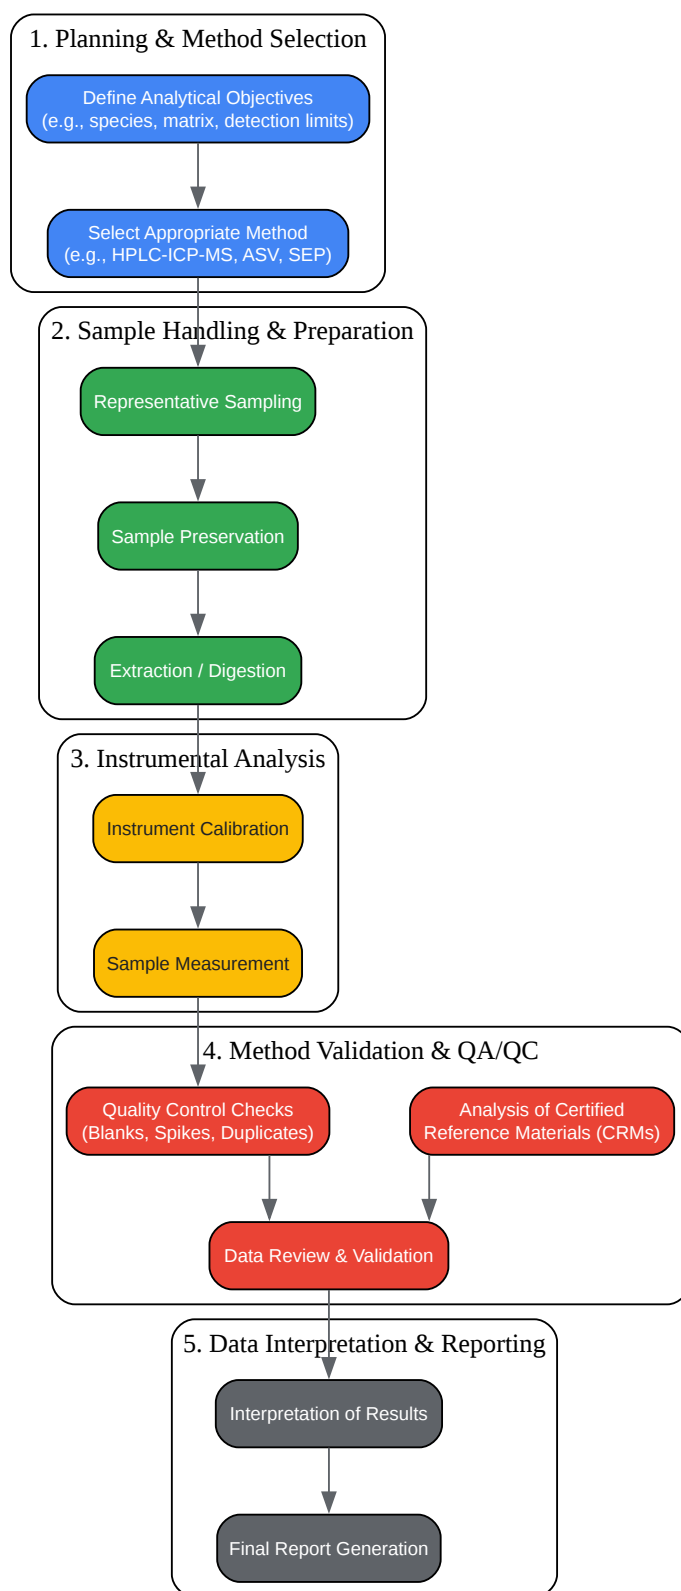 1. Planning & Method Selection
Define Analytical Objectives
(e.g., species, matrix, detection limits)
Select Appropriate Method
(e.g., HPLC-ICP-MS, ASV, SEP)
2. Sample Handling & Preparation
Representative Sampling
Sample Preservation
Extraction / Digestion
3. Instrumental Analysis
Instrument Calibration
Sample Measurement
4. Method Validation & QA/QC
Quality Control Checks
(Blanks, Spikes, Duplicates)
Analysis of Certified
Reference Materials (CRMs)
Data Review & Validation
5. Data Interpretation & Reporting
Interpretation of Results
Final Report Generation